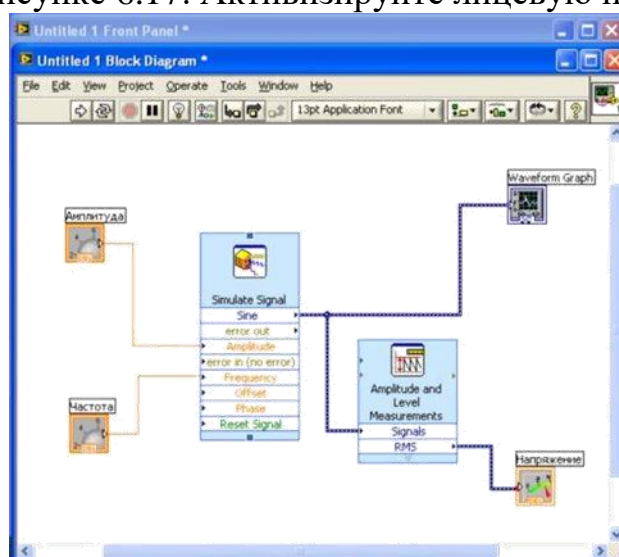 исунке 6.17. Активизируйте лицевую п
Untitled 1 Front Panel *
Untitled 1 Block Diagram *
File Edit View Project Operate Tools Window Help
13pt Application Font
Waveform Graph
Амплитуда
Simulate Signal
Sine
error out
Amplitude
error in (no error)
Frequency
Offset
Phase
Reset Signal
Частота
Amplitude and
Level
Measurements
Signals
RMS
Напряжение